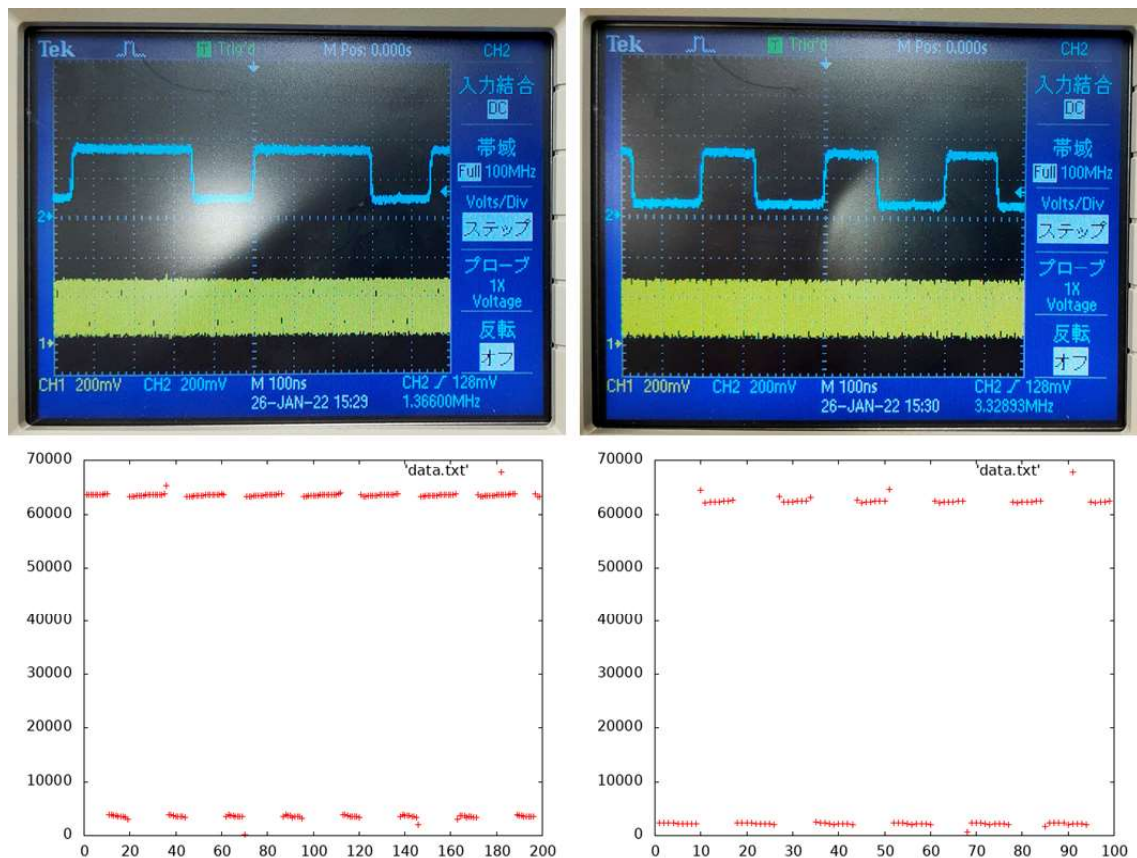 Tek T Trig'd M Pos: 0.000s CH2
入力結合
DC
帯域
Full 100MHz
Volts/Div
ステップ
プローブ
1X
Voltage
反転
オフ
2
1
CH1 200mV CH2 200mV M 100ns CH2 128mV
26-JAN-22 15:29 1.36600MHz
Tek T Trig'd M Pos: 0.000s CH2
入力結合
DC
帯域
Full 100MHz
Volts/Div
ステップ
プローブ
1X
Voltage
反転
オフ
2
1
CH1 200mV CH2 200mV M 100ns CH2 128mV
26-JAN-22 15:30 3.32893MHz
'data.txt'
70000
60000
50000
40000
30000
20000
10000
0
0 20 40 60 80 100 120 140 160 180 200
'data.txt'
70000
60000
50000
40000
30000
20000
10000
0
0 10 20 30 40 50 60 70 80 90 100